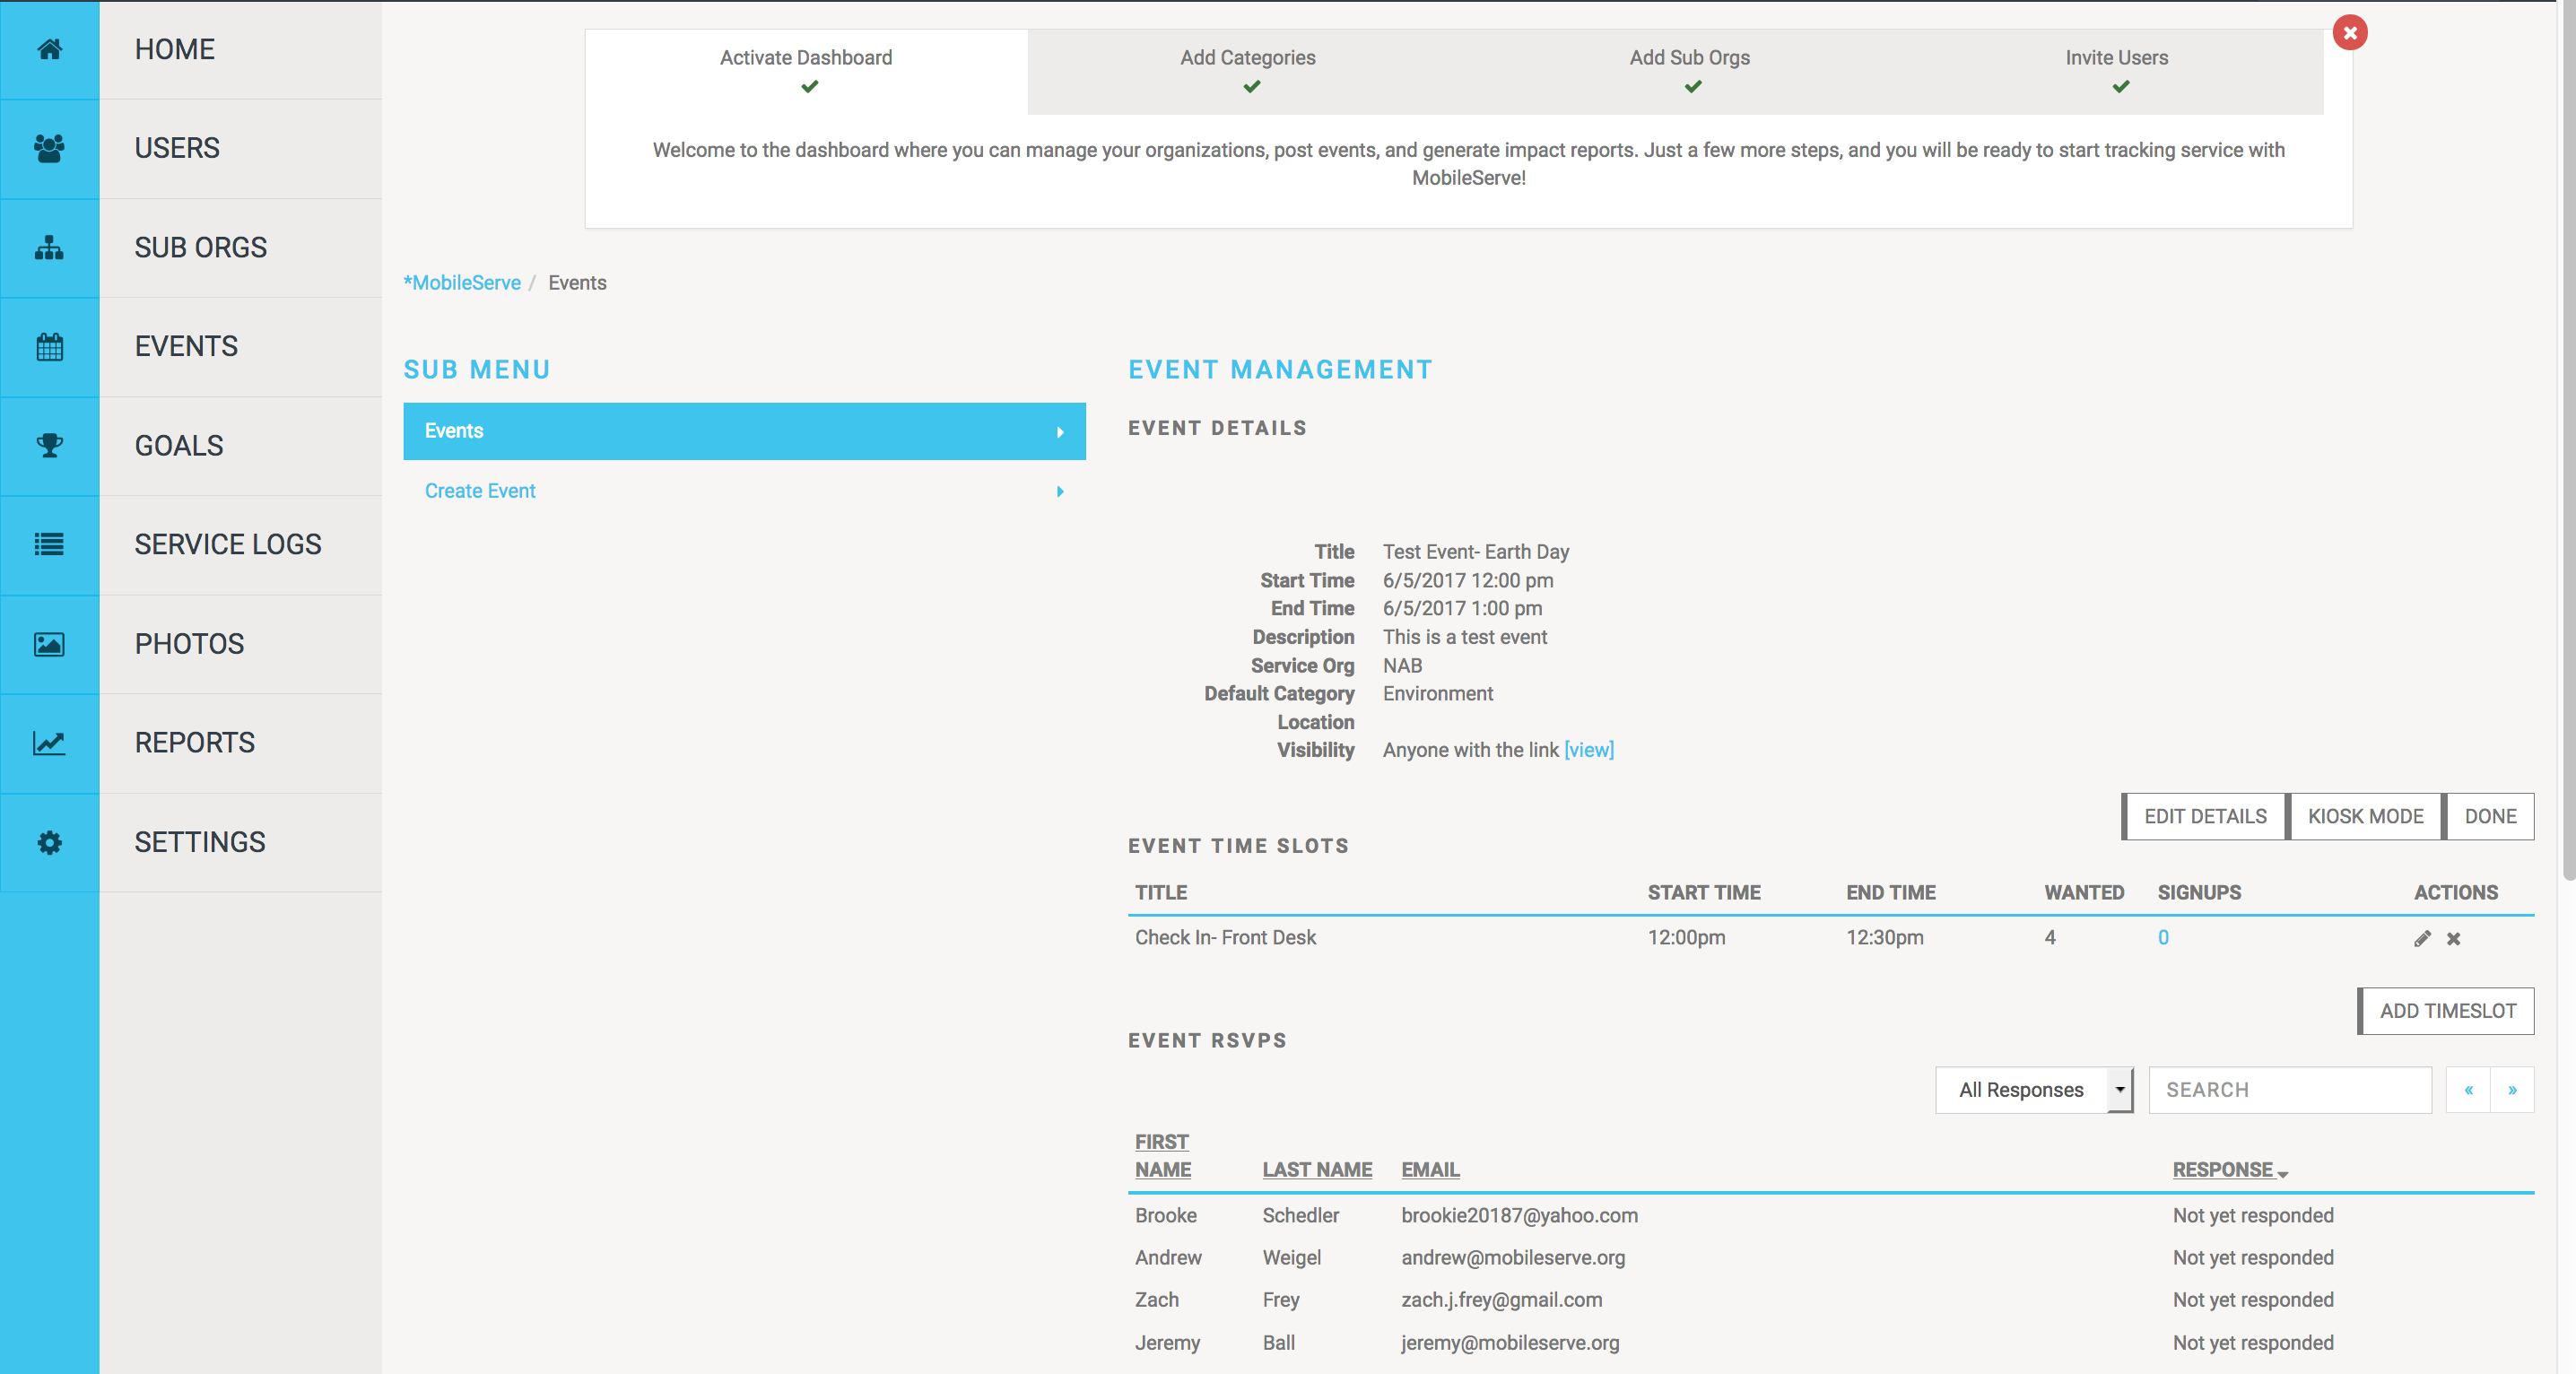 HOME
USERS
SUB ORGS
EVENTS
GOALS
SERVICE LOGS
PHOTOS
REPORTS
SETTINGS
Activate Dashboard
Add Categories
Add Sub Orgs
Invite Users
Welcome to the dashboard where you can manage your organizations, post events, and generate impact reports. Just a few more steps, and you will be ready to start tracking service with
MobileServe!
*MobileServe / Events
SUB MENU
Events
Create Event
EVENT MANAGEMENT
EVENT DETAILS
Title Test Event- Earth Day
Start Time 6/5/2017 12:00 pm
End Time 6/5/2017 1:00 pm
Description This is a test event
Service Org NAB
Default Category Environment
Location
Visibility Anyone with the link [view]
EDIT DETAILS KIOSK MODE DONE
EVENT TIME SLOTS
TITLE START TIME END TIME WANTED SIGNUPS ACTIONS
Check In- Front Desk 12:00pm 12:30pm 4 0
ADD TIMESLOT
EVENT RSVPS
All Responses SEARCH « »
FIRST
NAME LAST NAME EMAIL RESPONSE
Brooke Schedler brookie20187@yahoo.com Not yet responded
Andrew Weigel andrew@mobileserve.org Not yet responded
Zach Frey zach.j.frey@gmail.com Not yet responded
Jeremy Ball jeremy@mobileserve.org Not yet responded